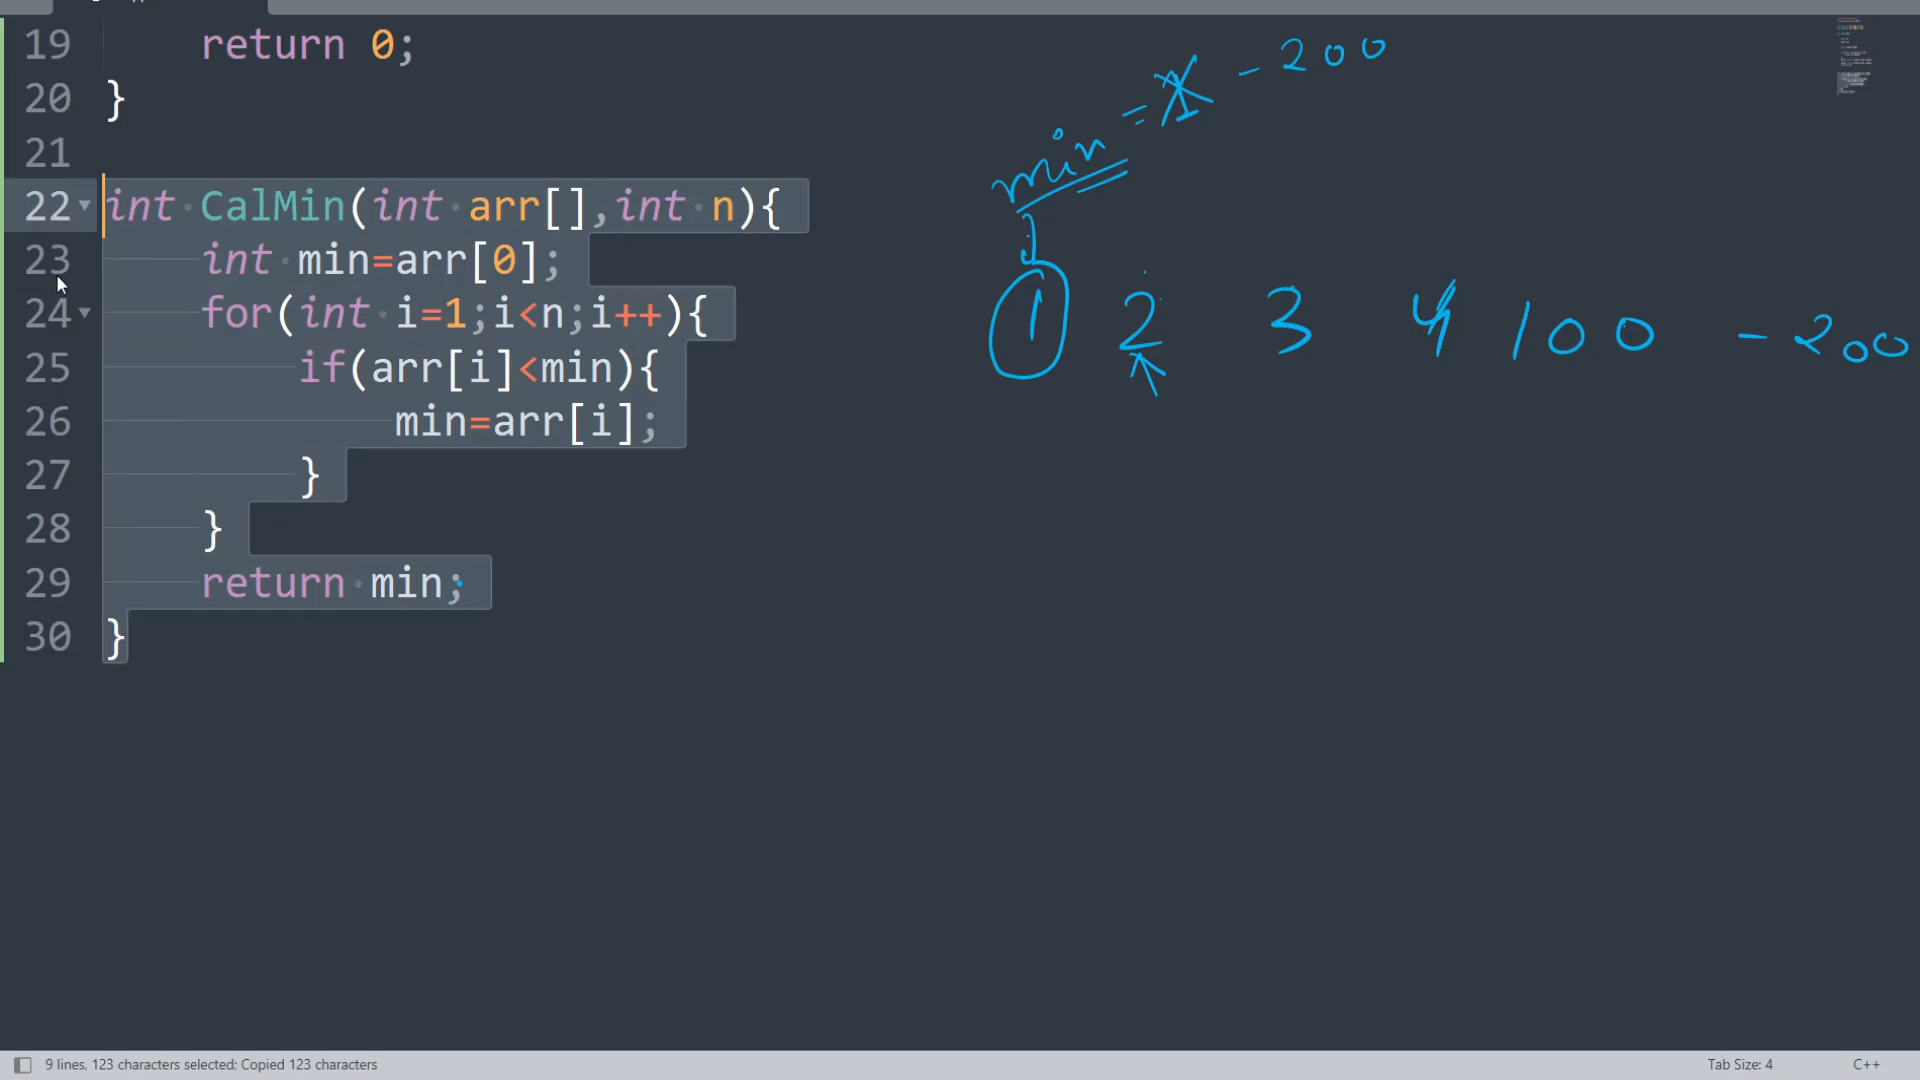 19 return 0;
20 }
21
22 int CalMin(int arr[],int n){
23 int min=arr[0];
24 for(int i=1;i<n;i++){
25 if(arr[i]<min){
26 min=arr[i];
27 }
28 }
29 return min;
30 }
min = 1 - 200
i
1 2 3 4 100 - 200
9 lines, 123 characters selected; Copied 123 characters
Tab Size: 4
C++